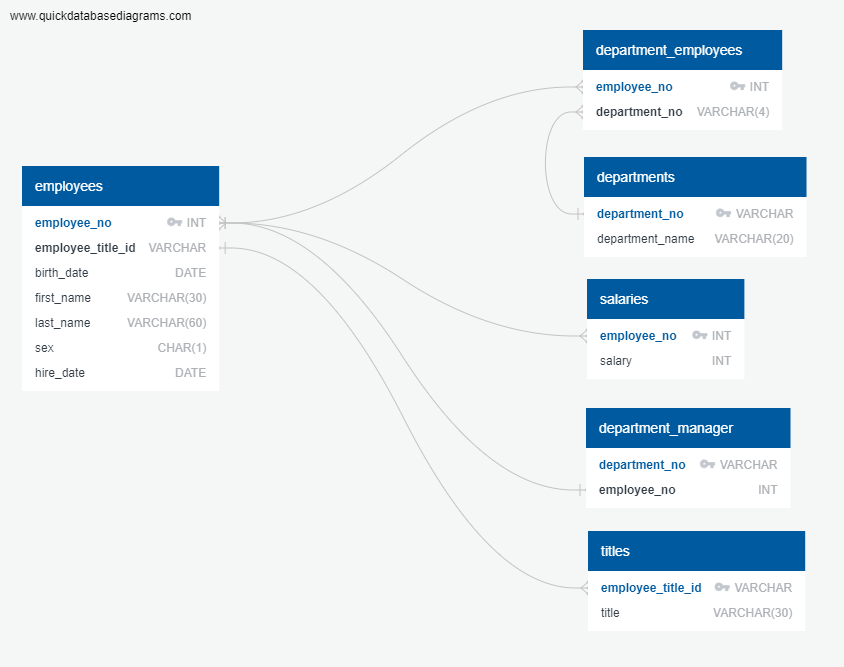 www.quickdatabasediagrams.com
employees
employee_no INT
employee_title_id VARCHAR
birth_date DATE
first_name VARCHAR(30)
last_name VARCHAR(60)
sex CHAR(1)
hire_date DATE
department_employees
employee_no INT
department_no VARCHAR(4)
departments
department_no VARCHAR
department_name VARCHAR(20)
salaries
employee_no INT
salary INT
department_manager
department_no VARCHAR
employee_no INT
titles
employee_title_id VARCHAR
title VARCHAR(30)